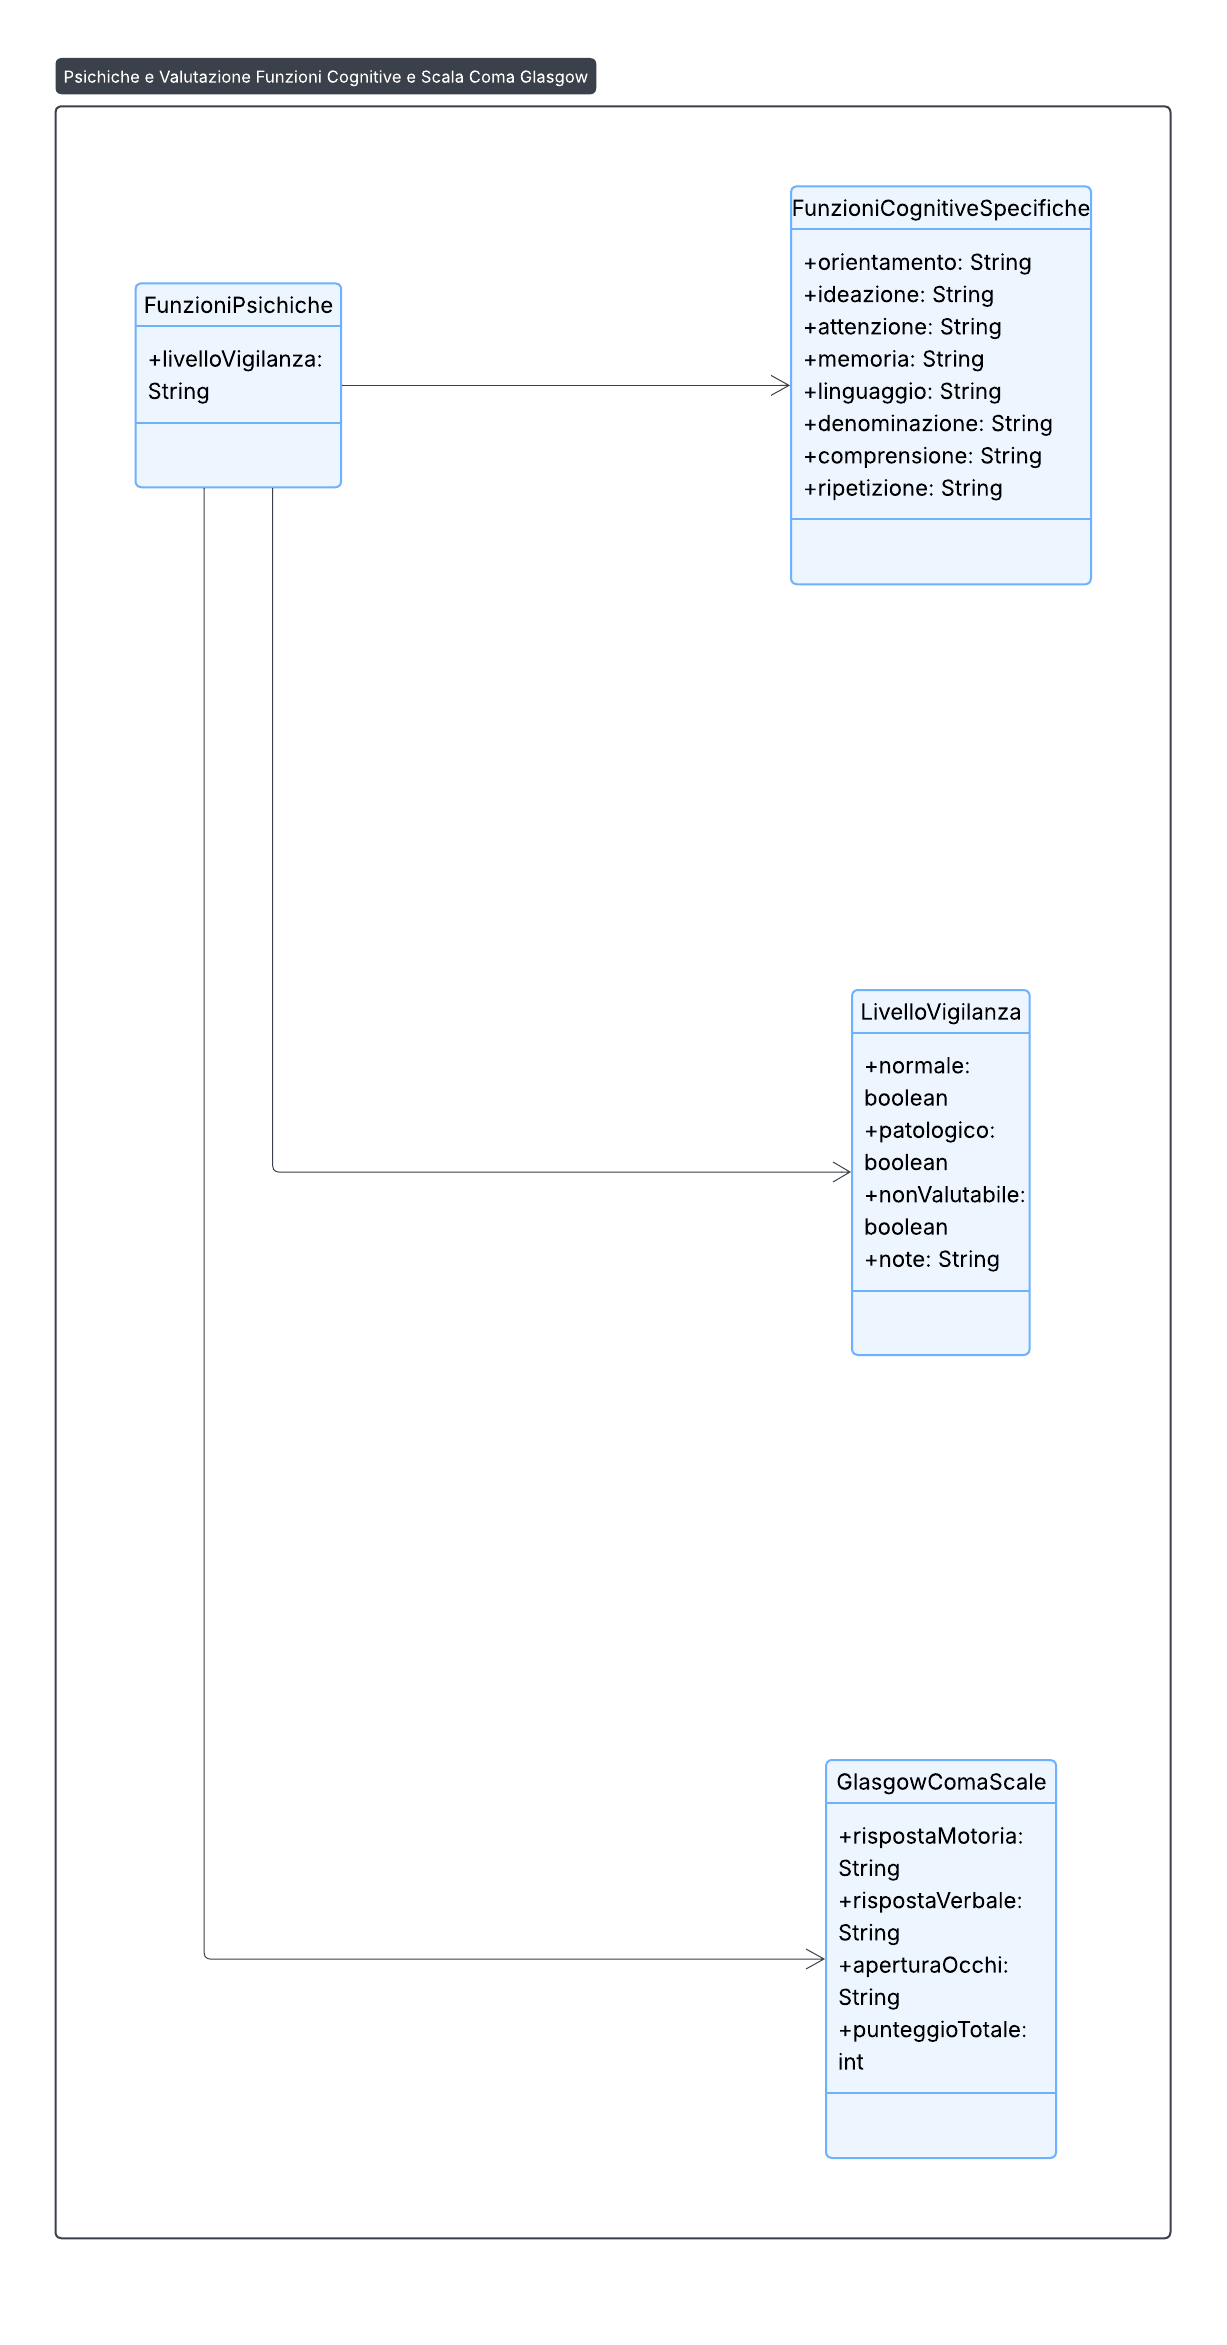 Psichiche e Valutazione Funzioni Cognitive e Scala Coma Glasgow
FunzioniPsichiche
+livelloVigilanza:
String
FunzioniCognitiveSpecifiche
+orientamento: String
+ideazione: String
+attenzione: String
+memoria: String
+linguaggio: String
+denominazione: String
+comprensione: String
+ripetizione: String
LivelloVigilanza
+normale:
boolean
+patologico:
boolean
+nonValutabile:
boolean
+note: String
GlasgowComaScale
+rispostaMotoria:
String
+rispostaVerbale:
String
+aperturaOcchi:
String
+punteggioTotale:
int